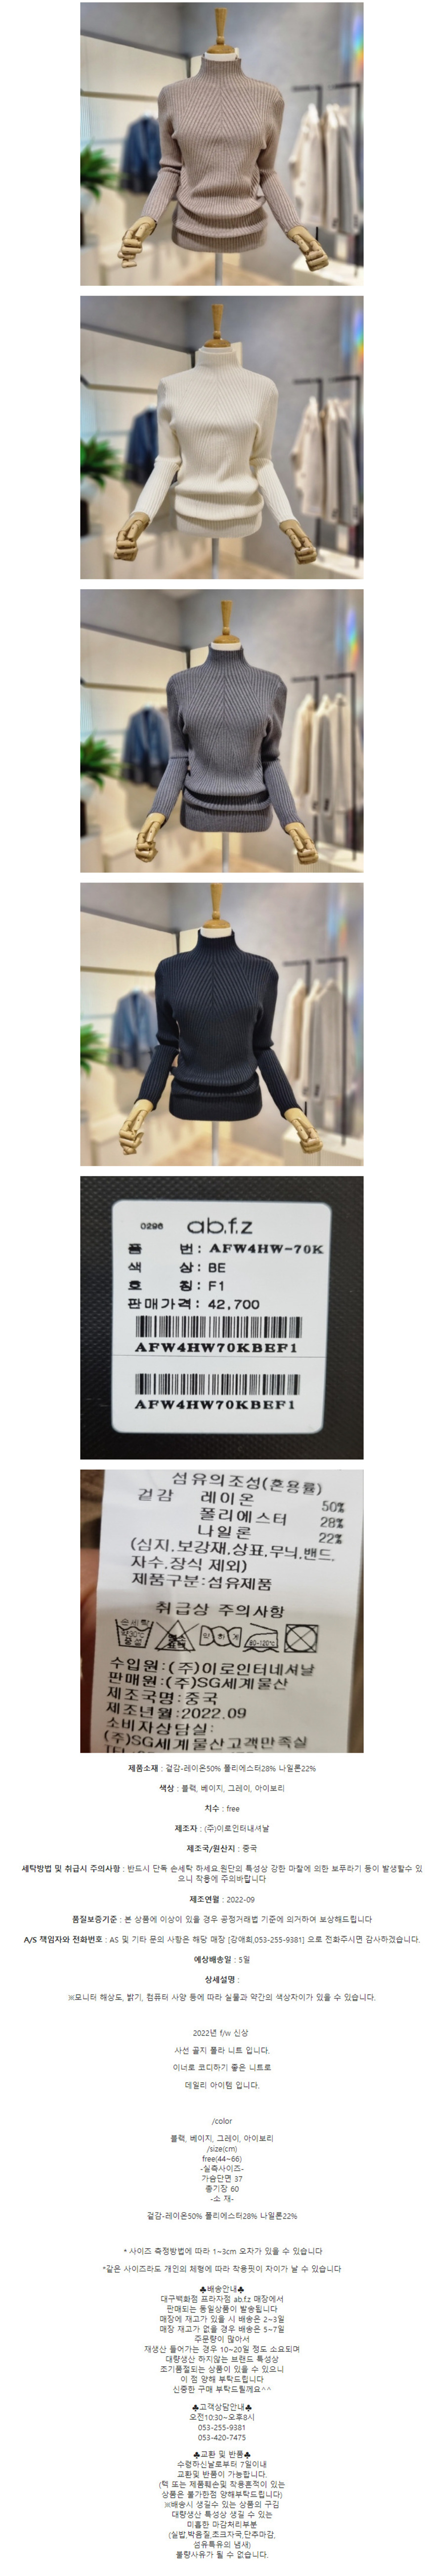 0296 ab.f.z
품 번 : AFW4HW-70K
색 상 : BE
호 칭 : F1
판매가격 : 42,700
AFW4HW70KBEF1
AFW4HW70KBEF1
섬유의조성(혼용률)
겉감 레이온 50%
폴리에스터 28%
나일론 22%
(심지,보강재,상표,무늬,밴드,
자수,장식 제외)
제품구분:섬유제품
취급상 주의사항
손세탁
약30℃
중성
약하게
80-120℃
수입원:(주)이로인터네셔날
판매원:(주)SG세계물산
제조국명:중국
제조년월:2022.09
소비자상담실:
(주)SG세계물산고객만족실
제품소재 : 겉감-레이온50% 폴리에스터28% 나일론22%
색상 : 블랙, 베이지, 그레이, 아이보리
치수 : free
제조자 : (주)이로인터내셔날
제조국/원산지 : 중국
세탁방법 및 취급시 주의사항 : 반드시 단독 손세탁 하세요.원단의 특성상 강한 마찰에 의한 보푸라기 등이 발생할수 있
으니 착용에 주의바랍니다
제조연월 : 2022-09
품질보증기준 : 본 상품에 이상이 있을 경우 공정거래법 기준에 의거하여 보상해드립니다
A/S 책임자와 전화번호 : AS 및 기타 문의 사항은 해당 매장 [강애희,053-255-9381] 으로 전화주시면 감사하겠습니다.
예상배송일 : 5일
상세설명 :
※모니터 해상도, 밝기, 컴퓨터 사양 등에 따라 실물과 약간의 색상차이가 있을 수 있습니다.
2022년 f/w 신상
사선 골지 폴라 니트 입니다.
이너로 코디하기 좋은 니트로
데일리 아이템 입니다.
/color
블랙, 베이지, 그레이, 아이보리
/size(cm)
free(44~66)
-실측사이즈-
가슴단면 37
총기장 60
-소 재-
겉감-레이온50% 폴리에스터28% 나일론22%
* 사이즈 측정방법에 따라 1~3cm 오차가 있을 수 있습니다
*같은 사이즈라도 개인의 체형에 따라 착용핏이 차이가 날 수 있습니다
♣배송안내♣
대구백화점 프라자점 ab.f.z 매장에서
판매되는 동일상품이 발송됩니다
매장에 재고가 있을 시 배송은 2~3일
매장 재고가 없을 경우 배송은 5~7일
주문량이 많아서
재생산 들어가는 경우 10~20일 정도 소요되며
대량생산 하지않는 브랜드 특성상
조기품절되는 상품이 있을 수 있으니
이 점 양해 부탁드립니다
신중한 구매 부탁드릴께요^^
♣고객상담안내♣
오전10:30~오후8시
053-255-9381
053-420-7475
♣교환 및 반품♣
수령하신날로부터 7일이내
교환및 반품이 가능합니다.
(텍 또는 제품훼손및 착용흔적이 있는
상품은 불가한점 양해부탁드립니다)
※배송시 생길수 있는 상품의 구김
대량생산 특성상 생길 수 있는
미흡한 마감처리부분
(실밥,박음질,초크자국,단추마감,
섬유특유의 냄새)
불량사유가 될 수 없습니다.